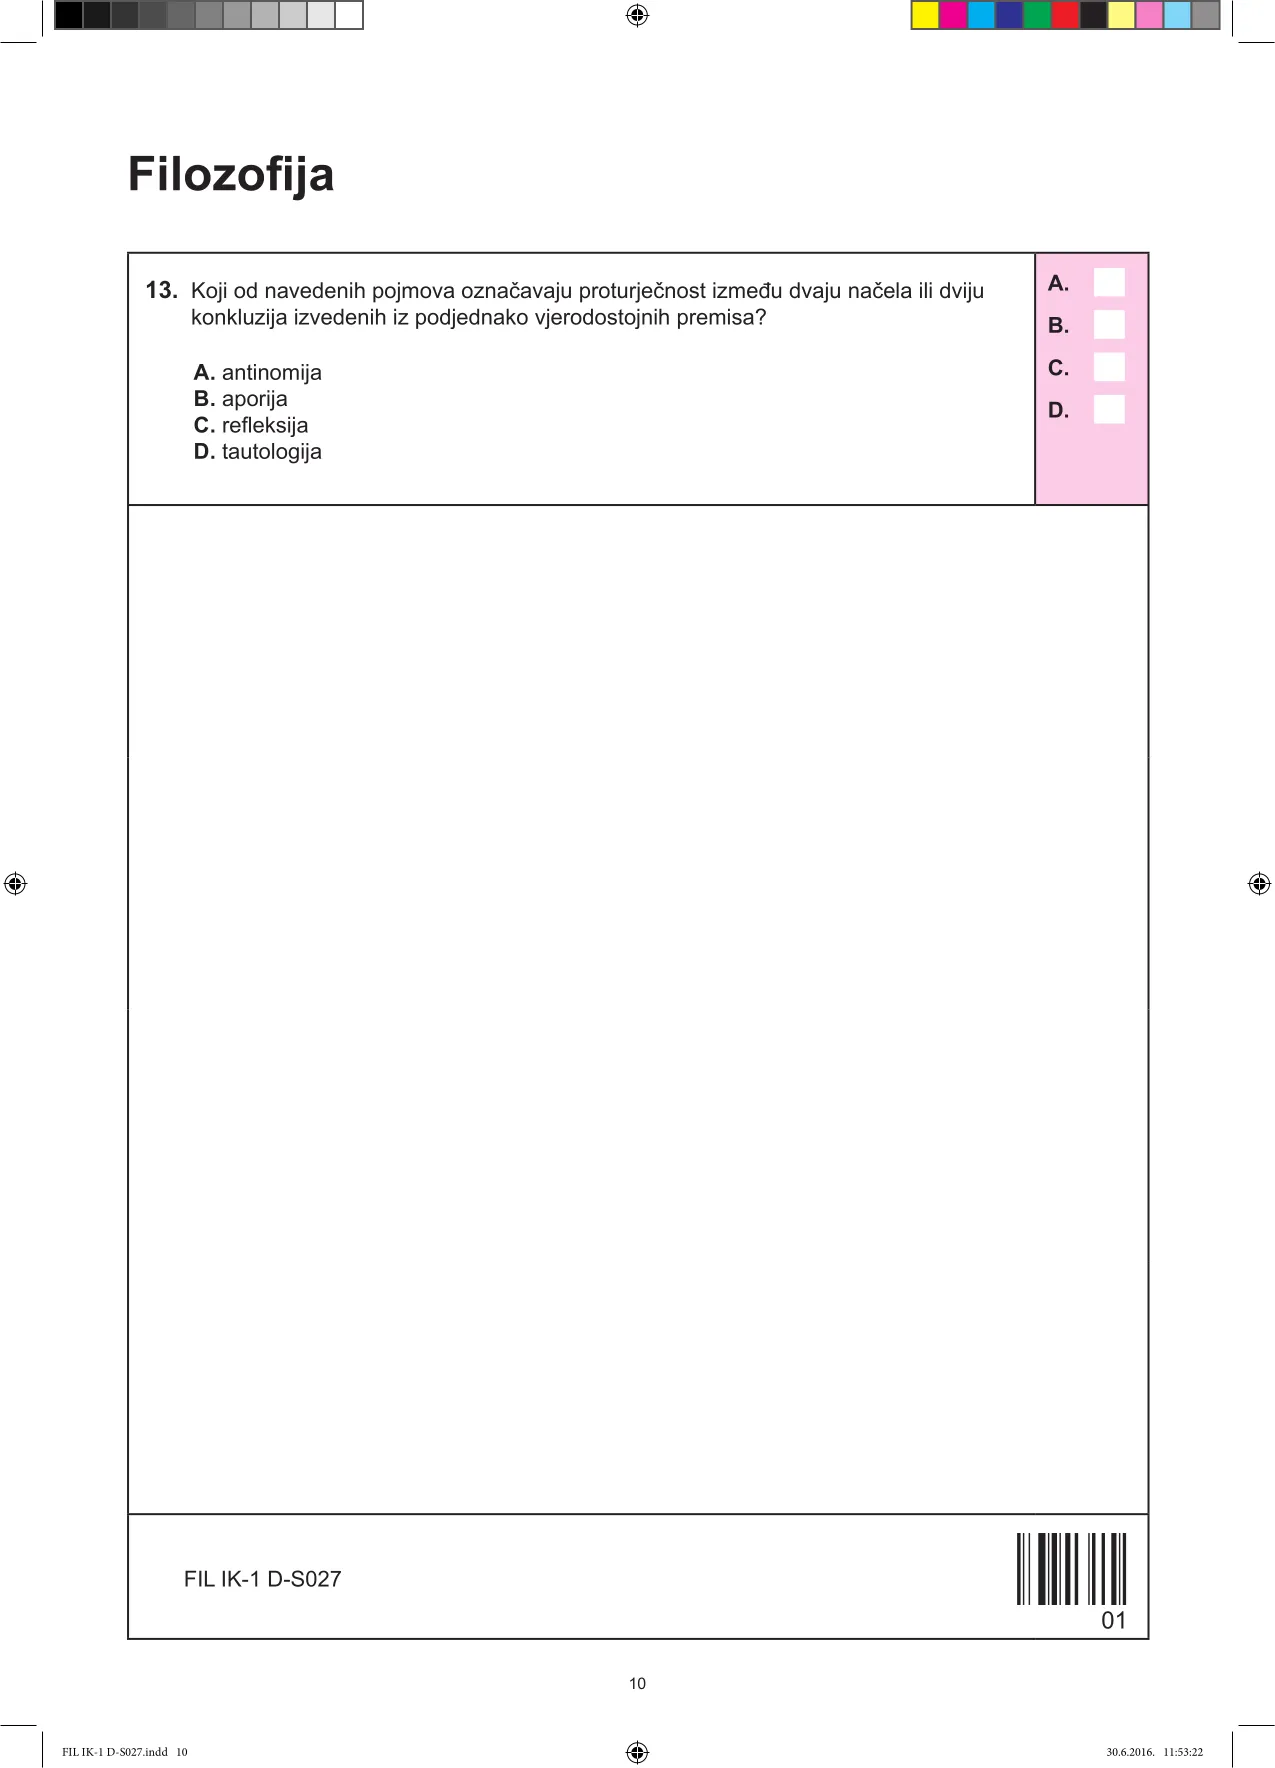 Filozofija
13. Koji od navedenih pojmova označavaju proturječnost između dvaju načela ili dviju
konkluzija izvedenih iz podjednako vjerodostojnih premisa?
A. antinomija
B. aporija
C. refleksija
D. tautologija
A.
B.
C.
D.
FIL IK-1 D-S027
01
10
FIL IK-1 D-S027.indd 10
30.6.2016. 11:53:22